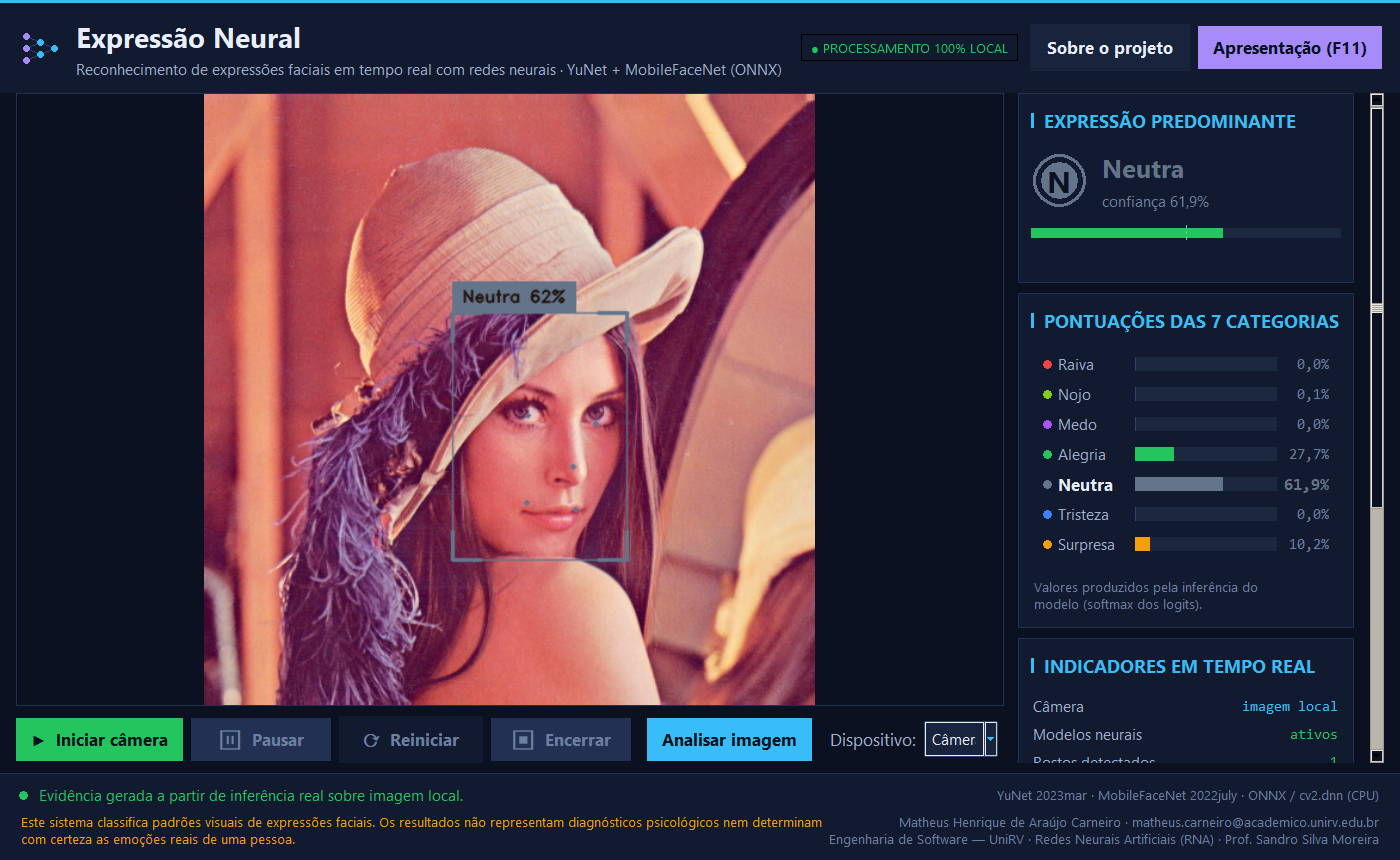 Expressão Neural
Reconhecimento de expressões faciais em tempo real com redes neurais · YuNet + MobileFaceNet (ONNX)
● PROCESSAMENTO 100% LOCAL
Sobre o projeto
Apresentação (F11)
Neutra 62%
EXPRESSÃO PREDOMINANTE
N
Neutra
confiança 61,9%
PONTUAÇÕES DAS 7 CATEGORIAS
Raiva 0,0%
Nojo 0,1%
Medo 0,0%
Alegria 27,7%
Neutra 61,9%
Tristeza 0,0%
Surpresa 10,2%
Valores produzidos pela inferência do
modelo (softmax dos logits).
INDICADORES EM TEMPO REAL
Câmera imagem local
Modelos neurais ativos
Rostos detectados 1
► Iniciar câmera
Pausar
Reiniciar
Encerrar
Analisar imagem
Dispositivo:
Câmer
Evidência gerada a partir de inferência real sobre imagem local.
Este sistema classifica padrões visuais de expressões faciais. Os resultados não representam diagnósticos psicológicos nem determinam
com certeza as emoções reais de uma pessoa.
YuNet 2023mar · MobileFaceNet 2022july · ONNX / cv2.dnn (CPU)
Matheus Henrique de Araújo Carneiro · matheus.carneiro@academico.unirv.edu.br
Engenharia de Software — UniRV · Redes Neurais Artificiais (RNA) · Prof. Sandro Silva Moreira